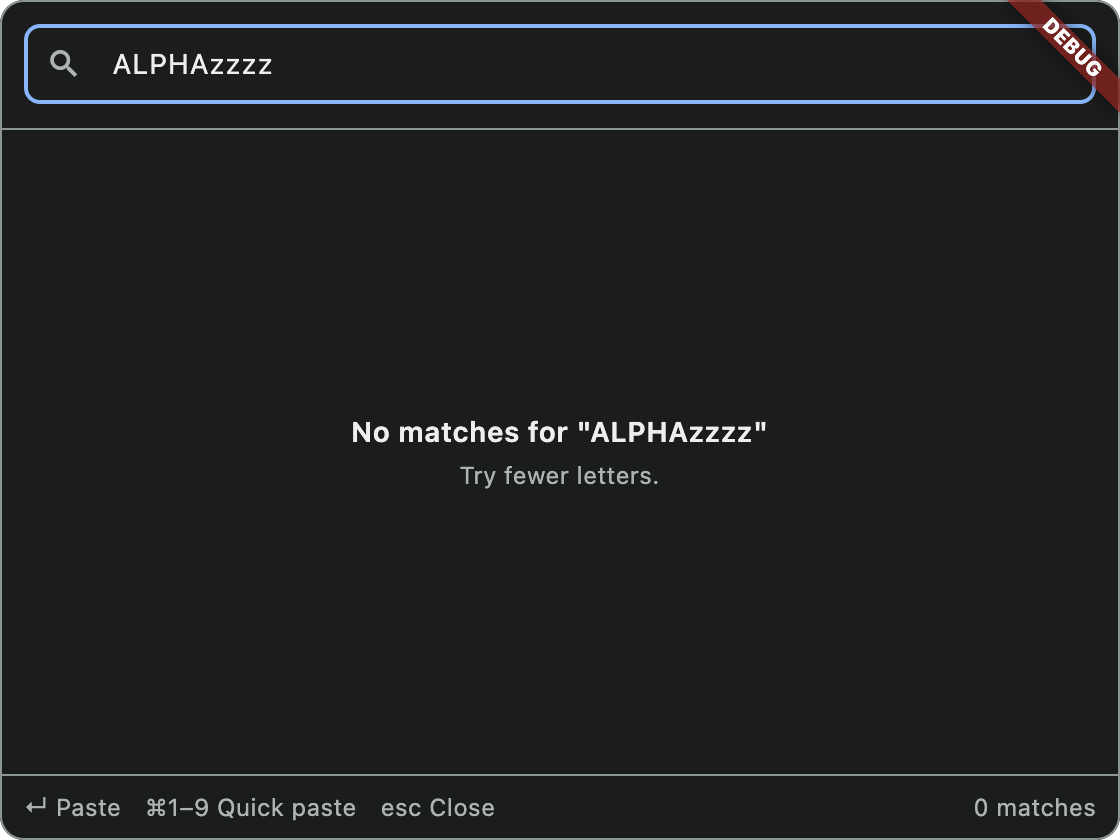 ALPHAzzzz
DEBUG
No matches for "ALPHAzzzz"
Try fewer letters.
↵ Paste ⌘1–9 Quick paste esc Close
0 matches